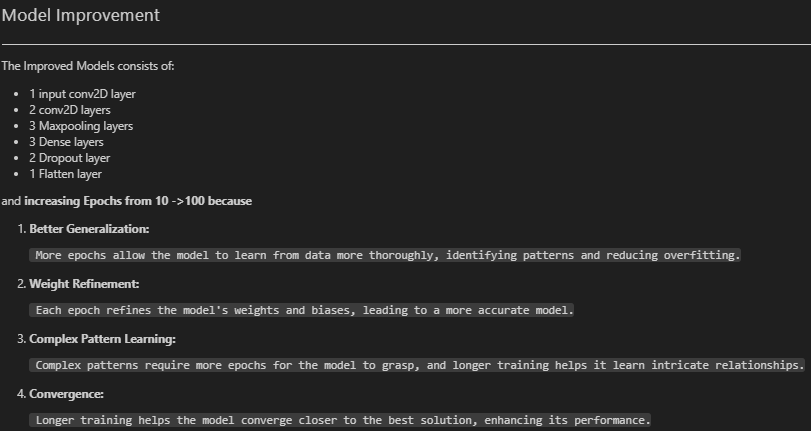 Model Improvement
The Improved Models consists of:
• 1 input conv2D layer
• 2 conv2D layers
• 3 Maxpooling layers
• 3 Dense layers
• 2 Dropout layer
• 1 Flatten layer
and increasing Epochs from 10 ->100 because
1. Better Generalization:
More epochs allow the model to learn from data more thoroughly, identifying patterns and reducing overfitting.
2. Weight Refinement:
Each epoch refines the model's weights and biases, leading to a more accurate model.
3. Complex Pattern Learning:
Complex patterns require more epochs for the model to grasp, and longer training helps it learn intricate relationships.
4. Convergence:
Longer training helps the model converge closer to the best solution, enhancing its performance.